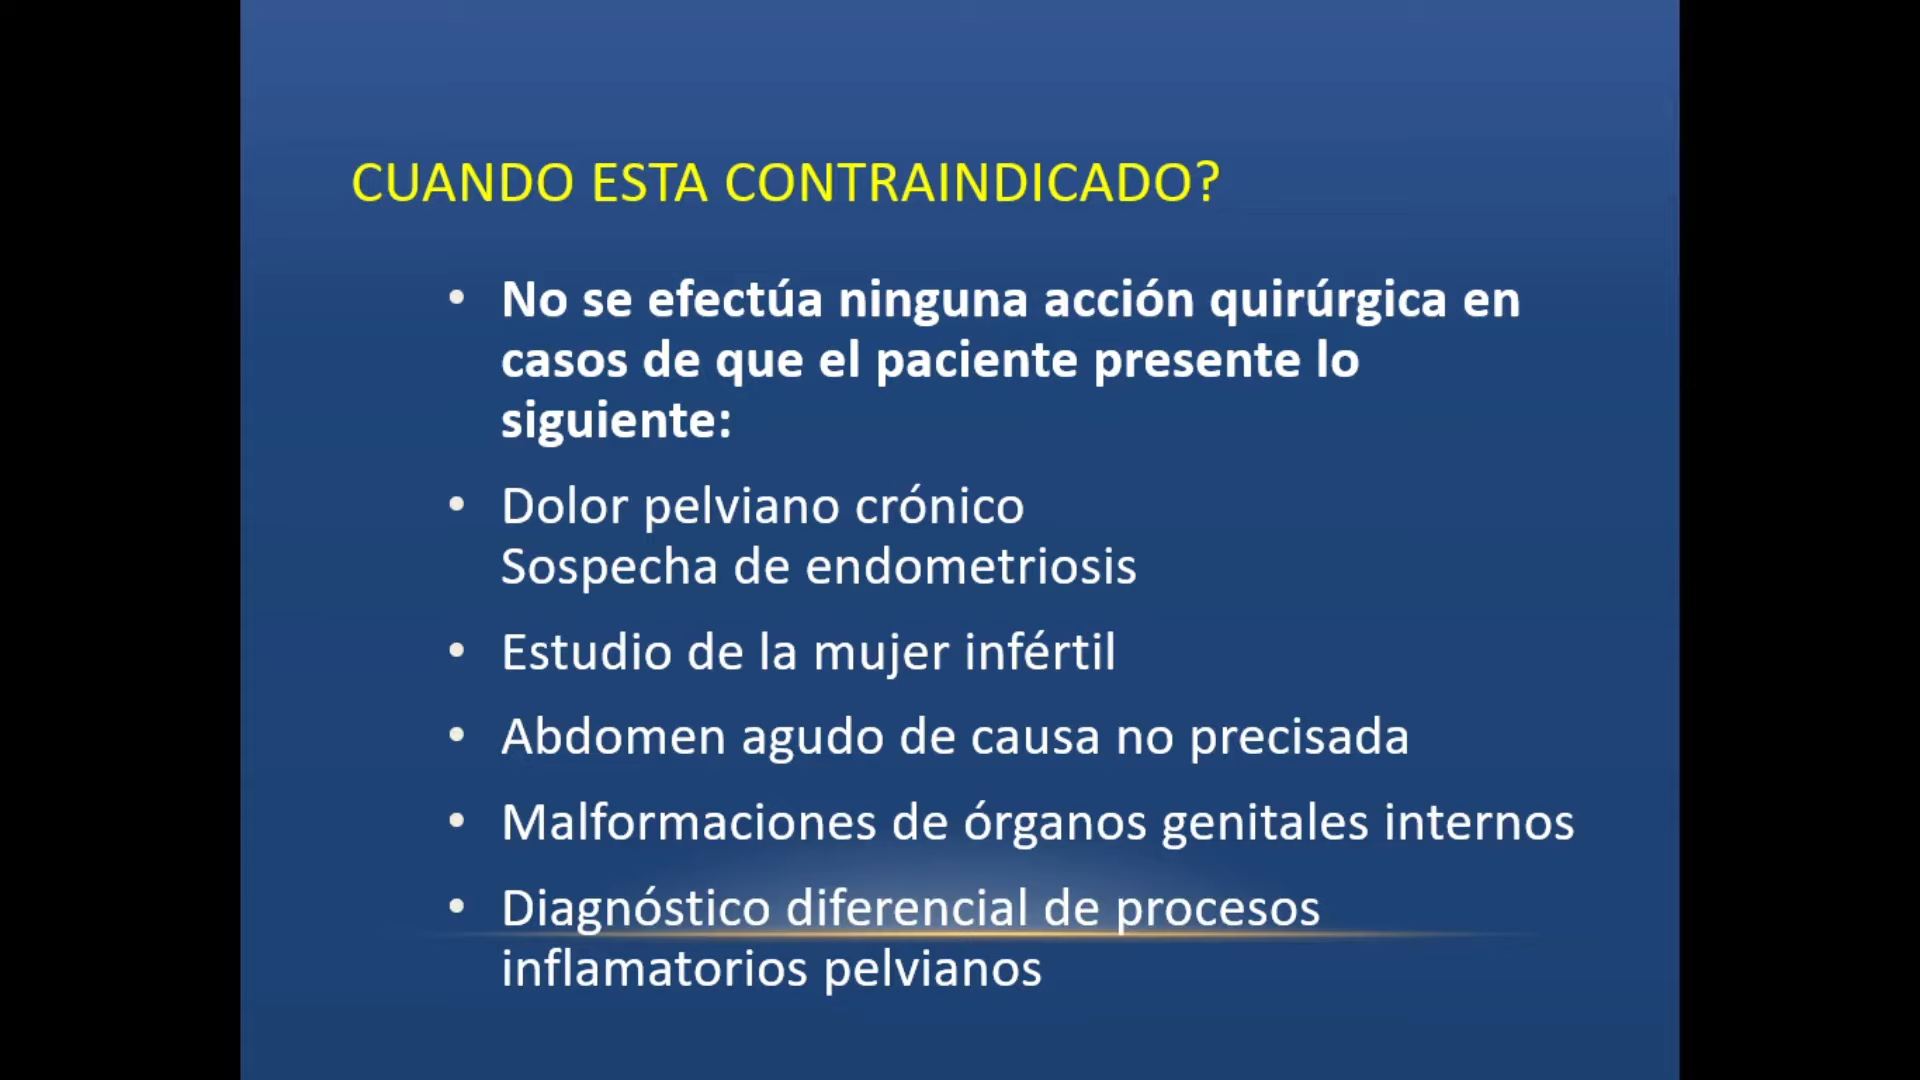 CUANDO ESTA CONTRAINDICADO?
• No se efectúa ninguna acción quirúrgica en
casos de que el paciente presente lo
siguiente:
• Dolor pelviano crónico
Sospecha de endometriosis
• Estudio de la mujer infértil
• Abdomen agudo de causa no precisada
• Malformaciones de órganos genitales internos
• Diagnóstico diferencial de procesos
inflamatorios pelvianos